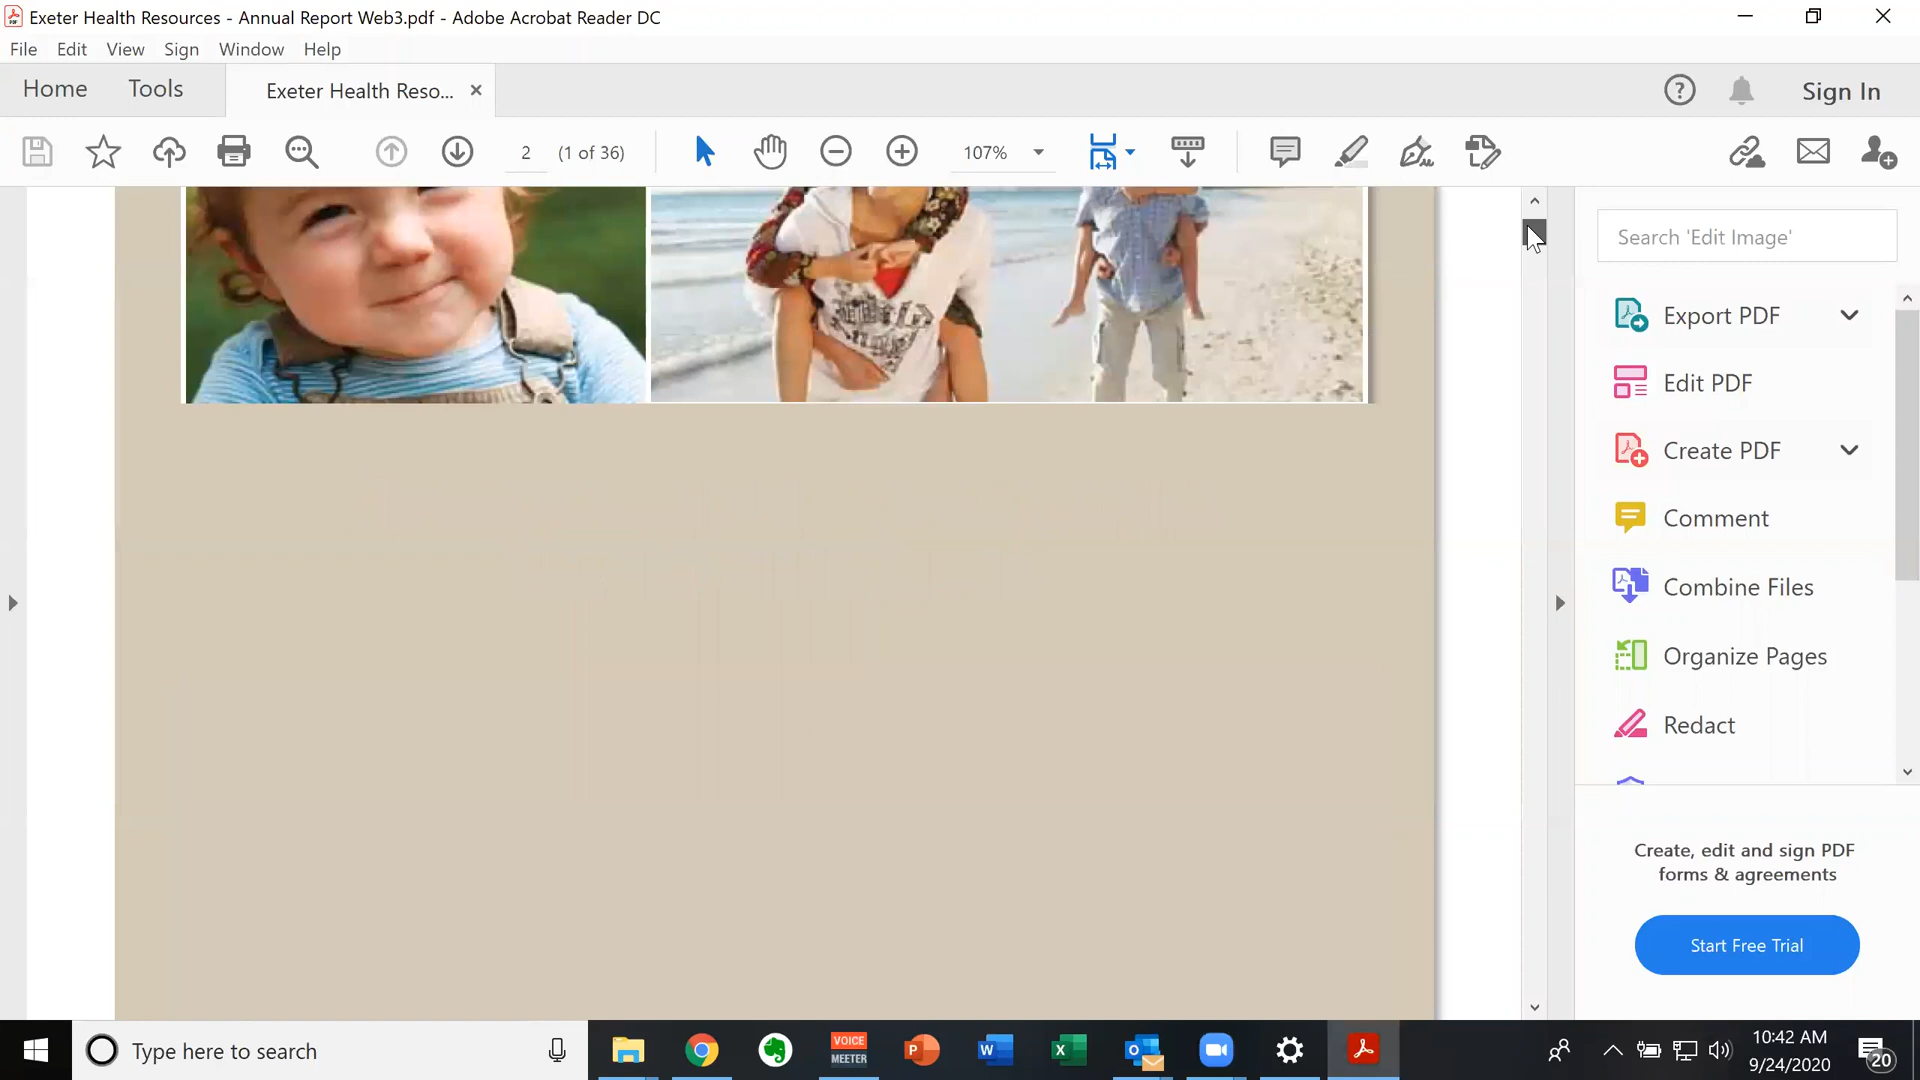 Exeter Health Resources - Annual Report Web3.pdf - Adobe Acrobat Reader DC
File Edit View Sign Window Help
Home Tools Exeter Health Reso... Sign In
2 (1 of 36) 107%
Search 'Edit Image'
Export PDF
Edit PDF
Create PDF
Comment
Combine Files
Organize Pages
Redact
Create, edit and sign PDF
forms & agreements
Start Free Trial
Type here to search
VOICE
MEETER
10:42 AM
9/24/2020
20